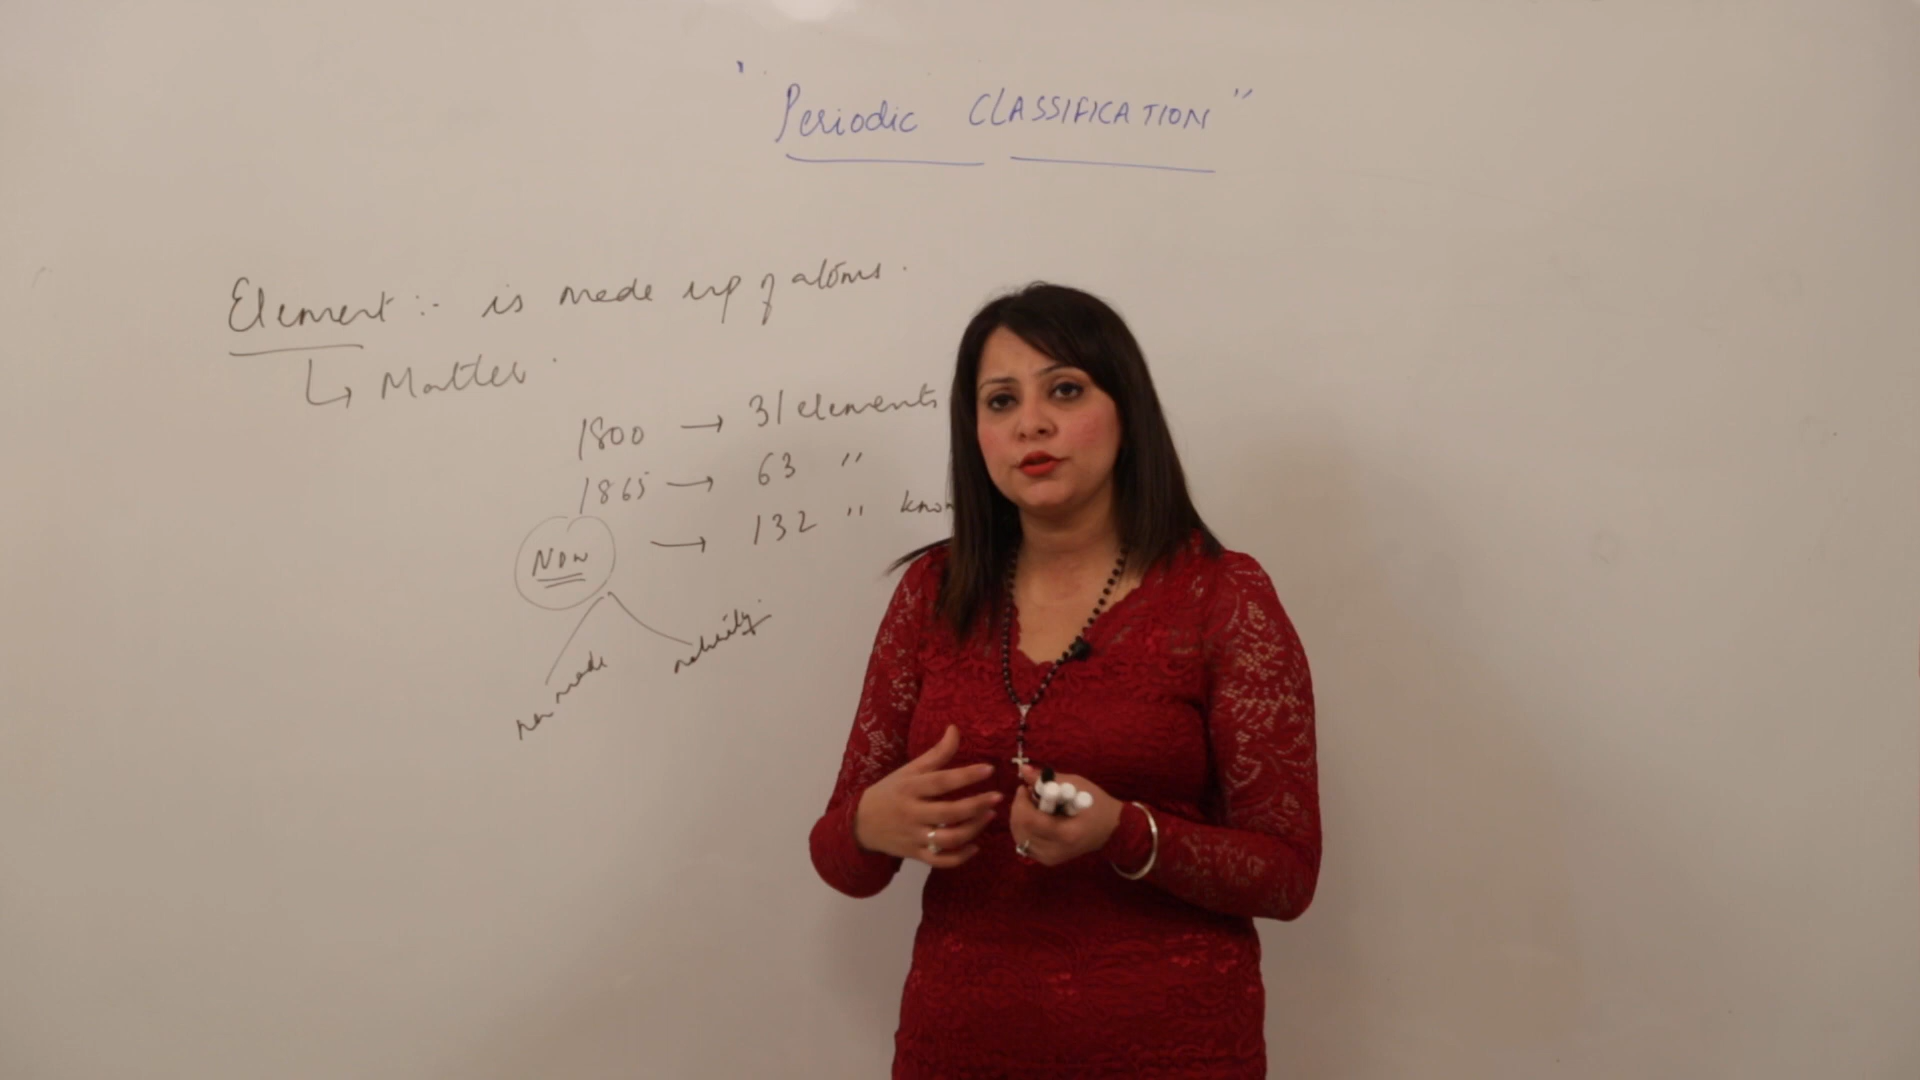 " Periodic CLASSIFICATION "
Element :- is made up of atoms.
↳ Matter.
1800 → 31 elements
1865 → 63 "
Now → 132 " know
man made
naturally